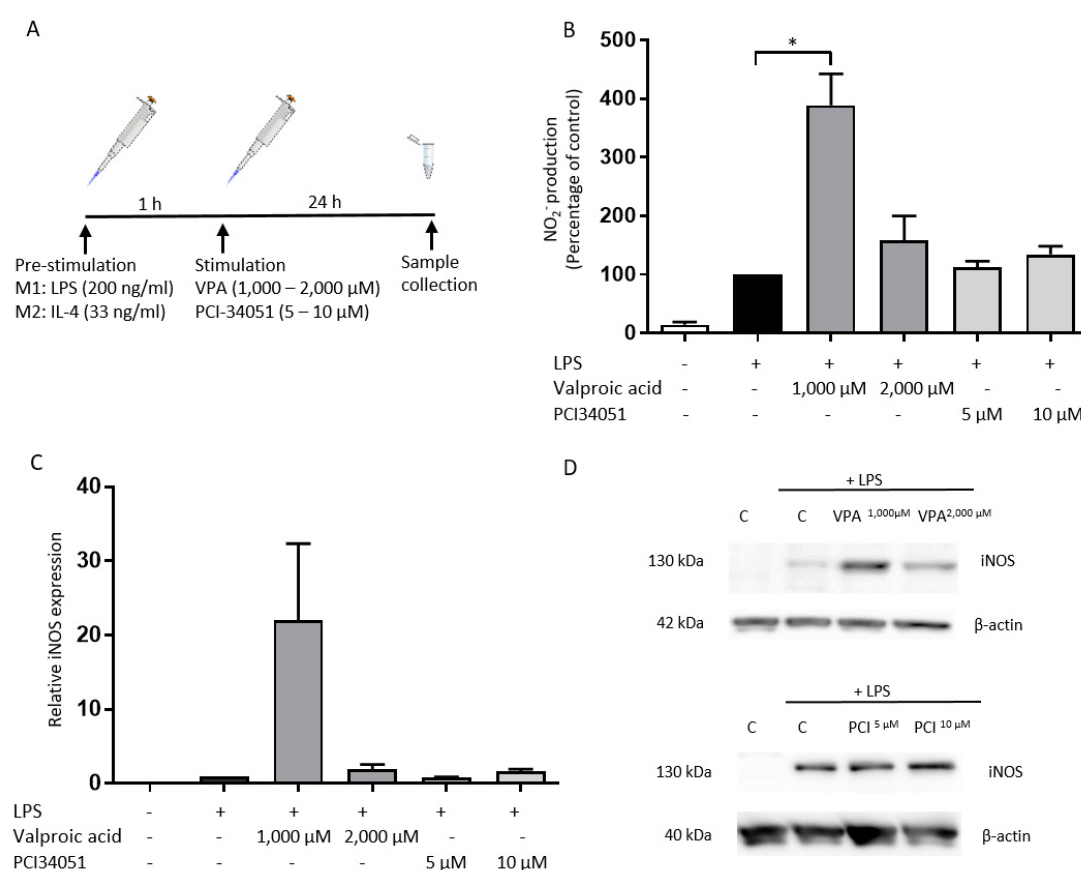 A
1 h
24 h
Pre-stimulation
M1: LPS (200 ng/ml)
M2: IL-4 (33 ng/ml)
Stimulation
VPA (1,000 – 2,000 µM)
PCI-34051 (5 – 10 µM)
Sample
collection
B
NO₂⁻ production
(Percentage of control)
500
400
300
200
100
0
*
LPS - + + + + +
Valproic acid - - 1,000 µM 2,000 µM - -
PCI34051 - - - - 5 µM 10 µM
C
Relative iNOS expression
40
30
20
10
0
LPS - + + + + +
Valproic acid - - 1,000 µM 2,000 µM - -
PCI34051 - - - - 5 µM 10 µM
D
+ LPS
C C VPA 1,000µM VPA 2,000 µM
130 kDa iNOS
42 kDa β-actin
+ LPS
C C PCI 5 µM PCI 10 µM
130 kDa iNOS
40 kDa β-actin